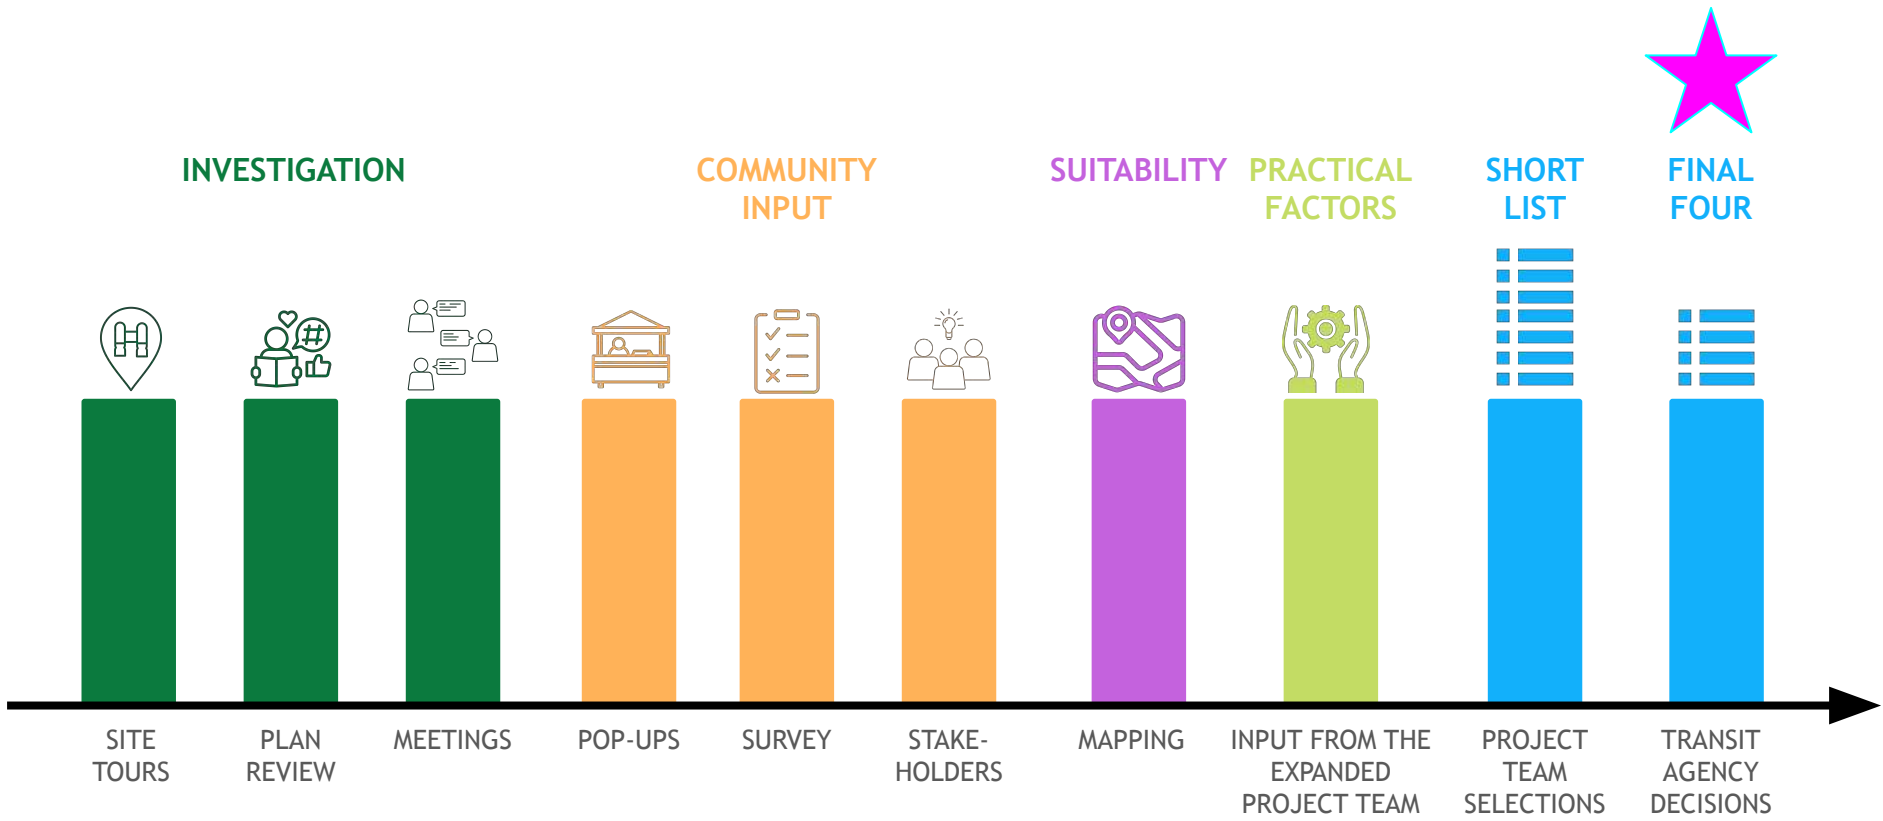 INVESTIGATION
COMMUNITY
INPUT
SUITABILITY
PRACTICAL
FACTORS
SHORT
LIST
FINAL
FOUR
#
SITE
TOURS
PLAN
REVIEW
MEETINGS
POP-UPS
SURVEY
STAKE-
HOLDERS
MAPPING
INPUT FROM THE
EXPANDED
PROJECT TEAM
PROJECT
TEAM
SELECTIONS
TRANSIT
AGENCY
DECISIONS